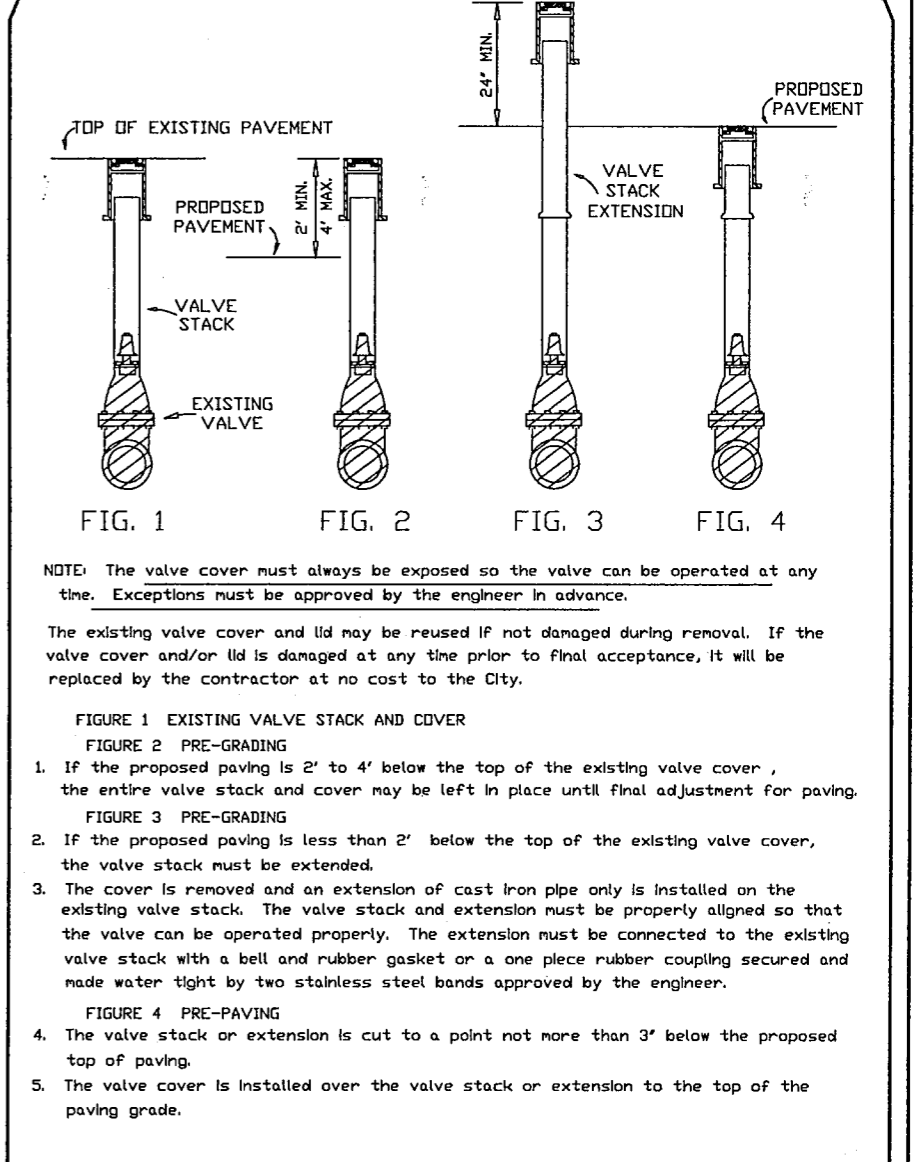 24" MIN.
PROPOSED
PAVEMENT
TOP OF EXISTING PAVEMENT
VALVE
STACK
EXTENSION
PROPOSED
PAVEMENT
2' MIN.
4' MAX.
VALVE
STACK
EXISTING
VALVE
FIG. 1
FIG. 2
FIG. 3
FIG. 4
NOTE: The valve cover must always be exposed so the valve can be operated at any
time. Exceptions must be approved by the engineer in advance.
The existing valve cover and lid may be reused if not damaged during removal. If the
valve cover and/or lid is damaged at any time prior to final acceptance, it will be
replaced by the contractor at no cost to the City.
FIGURE 1 EXISTING VALVE STACK AND COVER
FIGURE 2 PRE-GRADING
1. If the proposed paving is 2' to 4' below the top of the existing valve cover ,
the entire valve stack and cover may be left in place until final adjustment for paving.
FIGURE 3 PRE-GRADING
2. If the proposed paving is less than 2' below the top of the existing valve cover,
the valve stack must be extended.
3. The cover is removed and an extension of cast iron pipe only is installed on the
existing valve stack. The valve stack and extension must be properly aligned so that
the valve can be operated properly. The extension must be connected to the existing
valve stack with a bell and rubber gasket or a one piece rubber coupling secured and
made water tight by two stainless steel bands approved by the engineer.
FIGURE 4 PRE-PAVING
4. The valve stack or extension is cut to a point not more than 3" below the proposed
top of paving.
5. The valve cover is installed over the valve stack or extension to the top of the
paving grade.